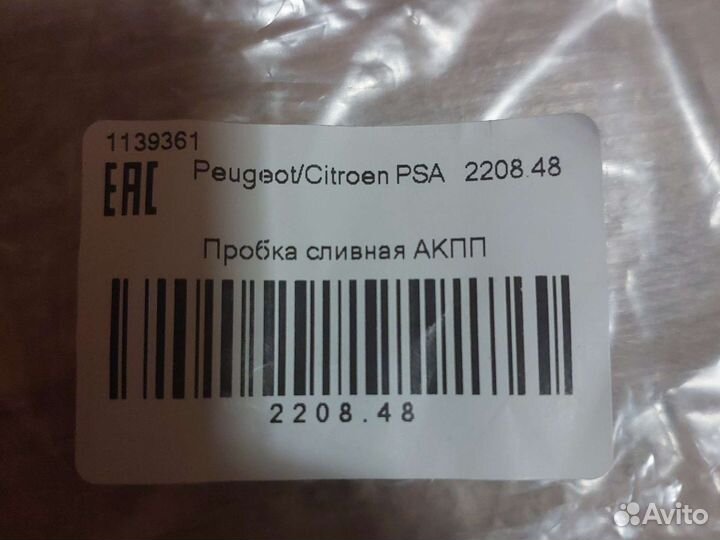 1139361
EAC Peugeot/Citroen PSA 2208.48
Пробка сливная АКПП
2208.48
Avito